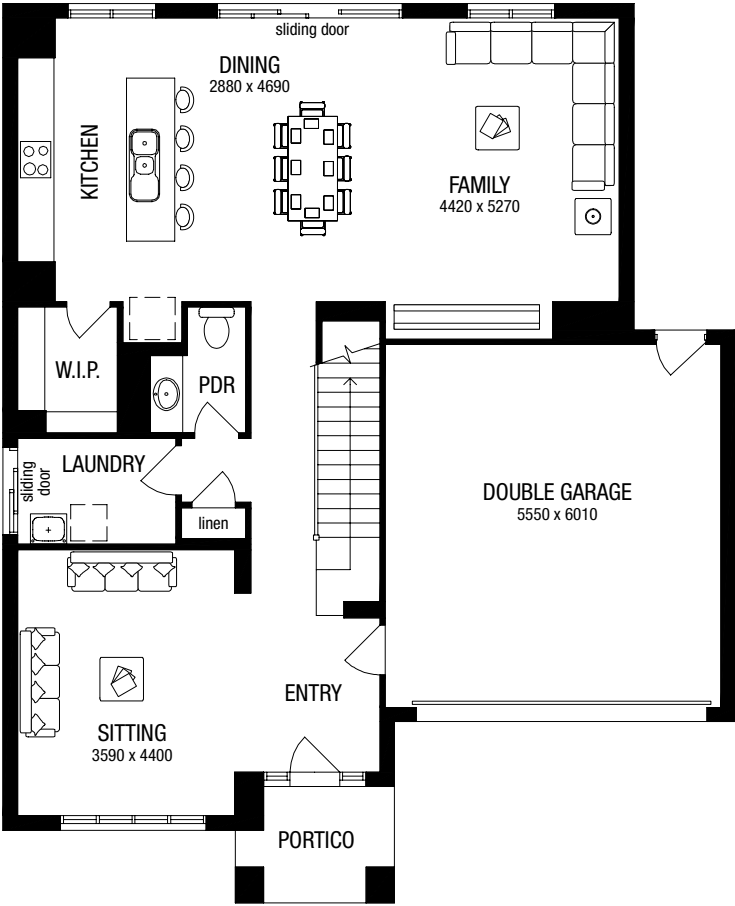 sliding door
DINING
2880 x 4690
KITCHEN
FAMILY
4420 x 5270
W.I.P.
PDR
LAUNDRY
sliding
door
linen
DOUBLE GARAGE
5550 x 6010
ENTRY
SITTING
3590 x 4400
PORTICO